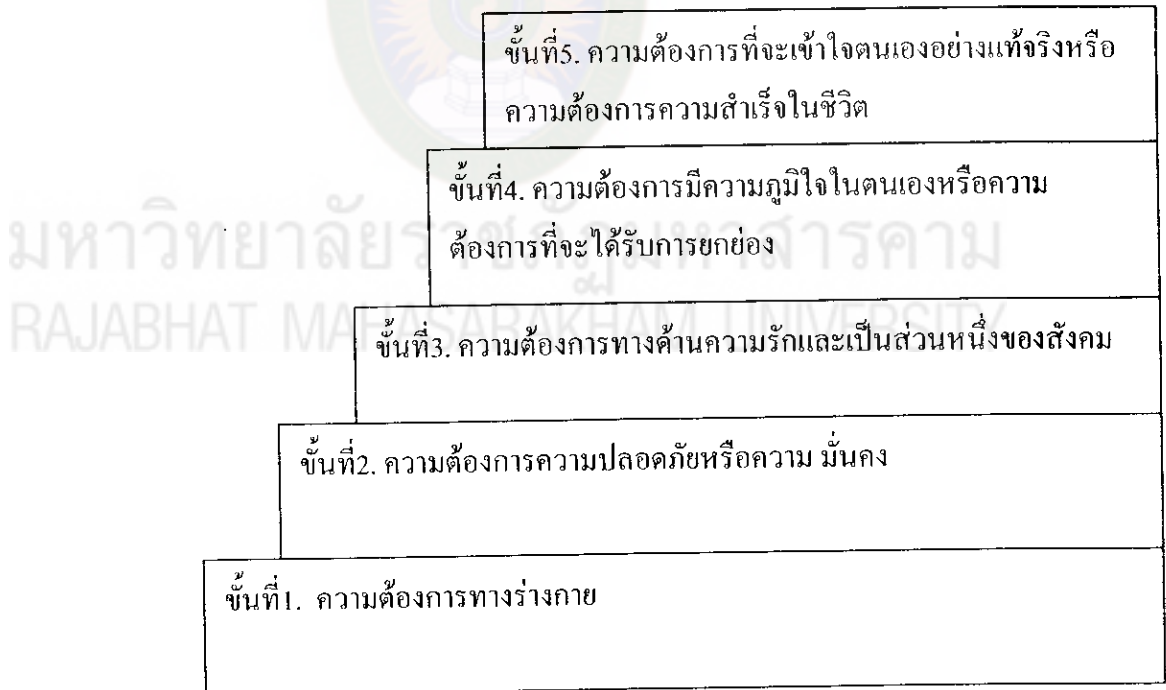 ขั้นที่5. ความต้องการที่จะเข้าใจตนเองอย่างแท้จริงหรือ
ความต้องการความสำเร็จในชีวิต
ขั้นที่4. ความต้องการมีความภูมิใจในตนเองหรือความ
ต้องการที่จะได้รับการยกย่อง
มหาวิทยาลัยราชภัฏมหาสารคาม
RAJABHAT MAHASARAKHAM UNIVERSITY
ขั้นที่3. ความต้องการทางด้านความรักและเป็นส่วนหนึ่งของสังคม
ขั้นที่2. ความต้องการความปลอดภัยหรือความ มั่นคง
ขั้นที่1. ความต้องการทางร่างกาย